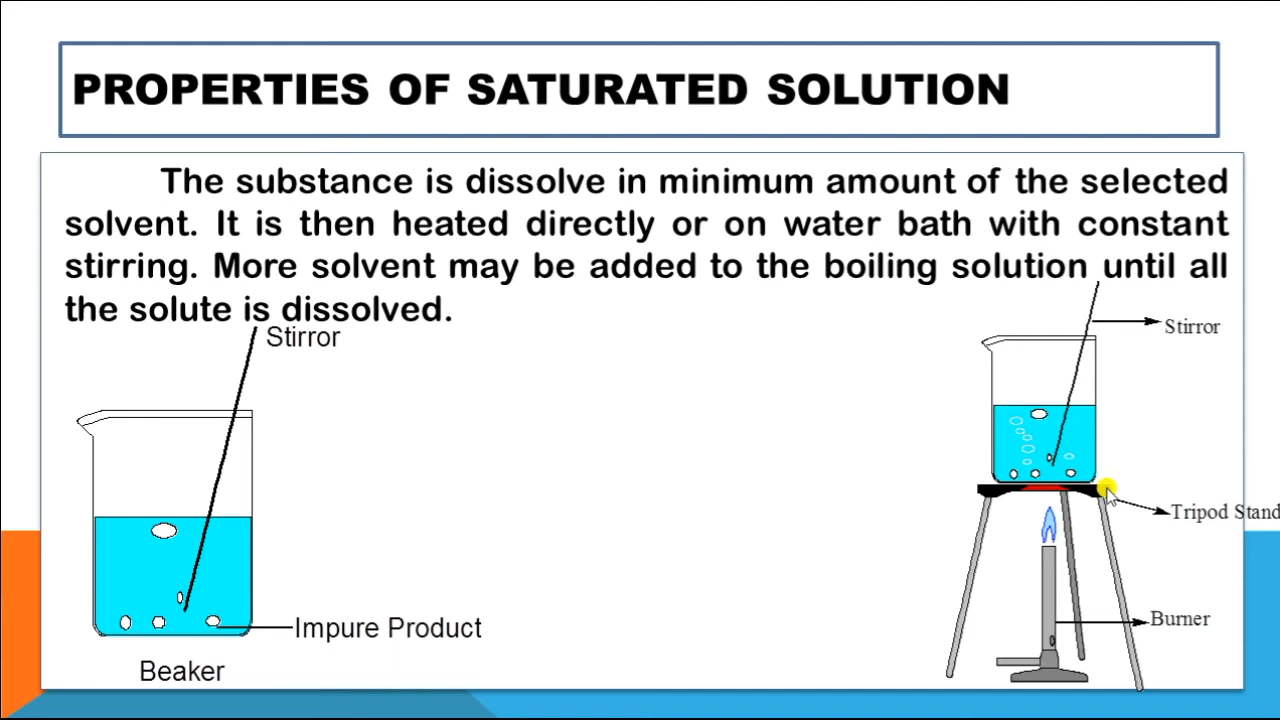 PROPERTIES OF SATURATED SOLUTION
The substance is dissolve in minimum amount of the selected
solvent. It is then heated directly or on water bath with constant
stirring. More solvent may be added to the boiling solution until all
the solute is dissolved.
Stirror
Impure Product
Beaker
Stirror
Tripod Stand
Burner